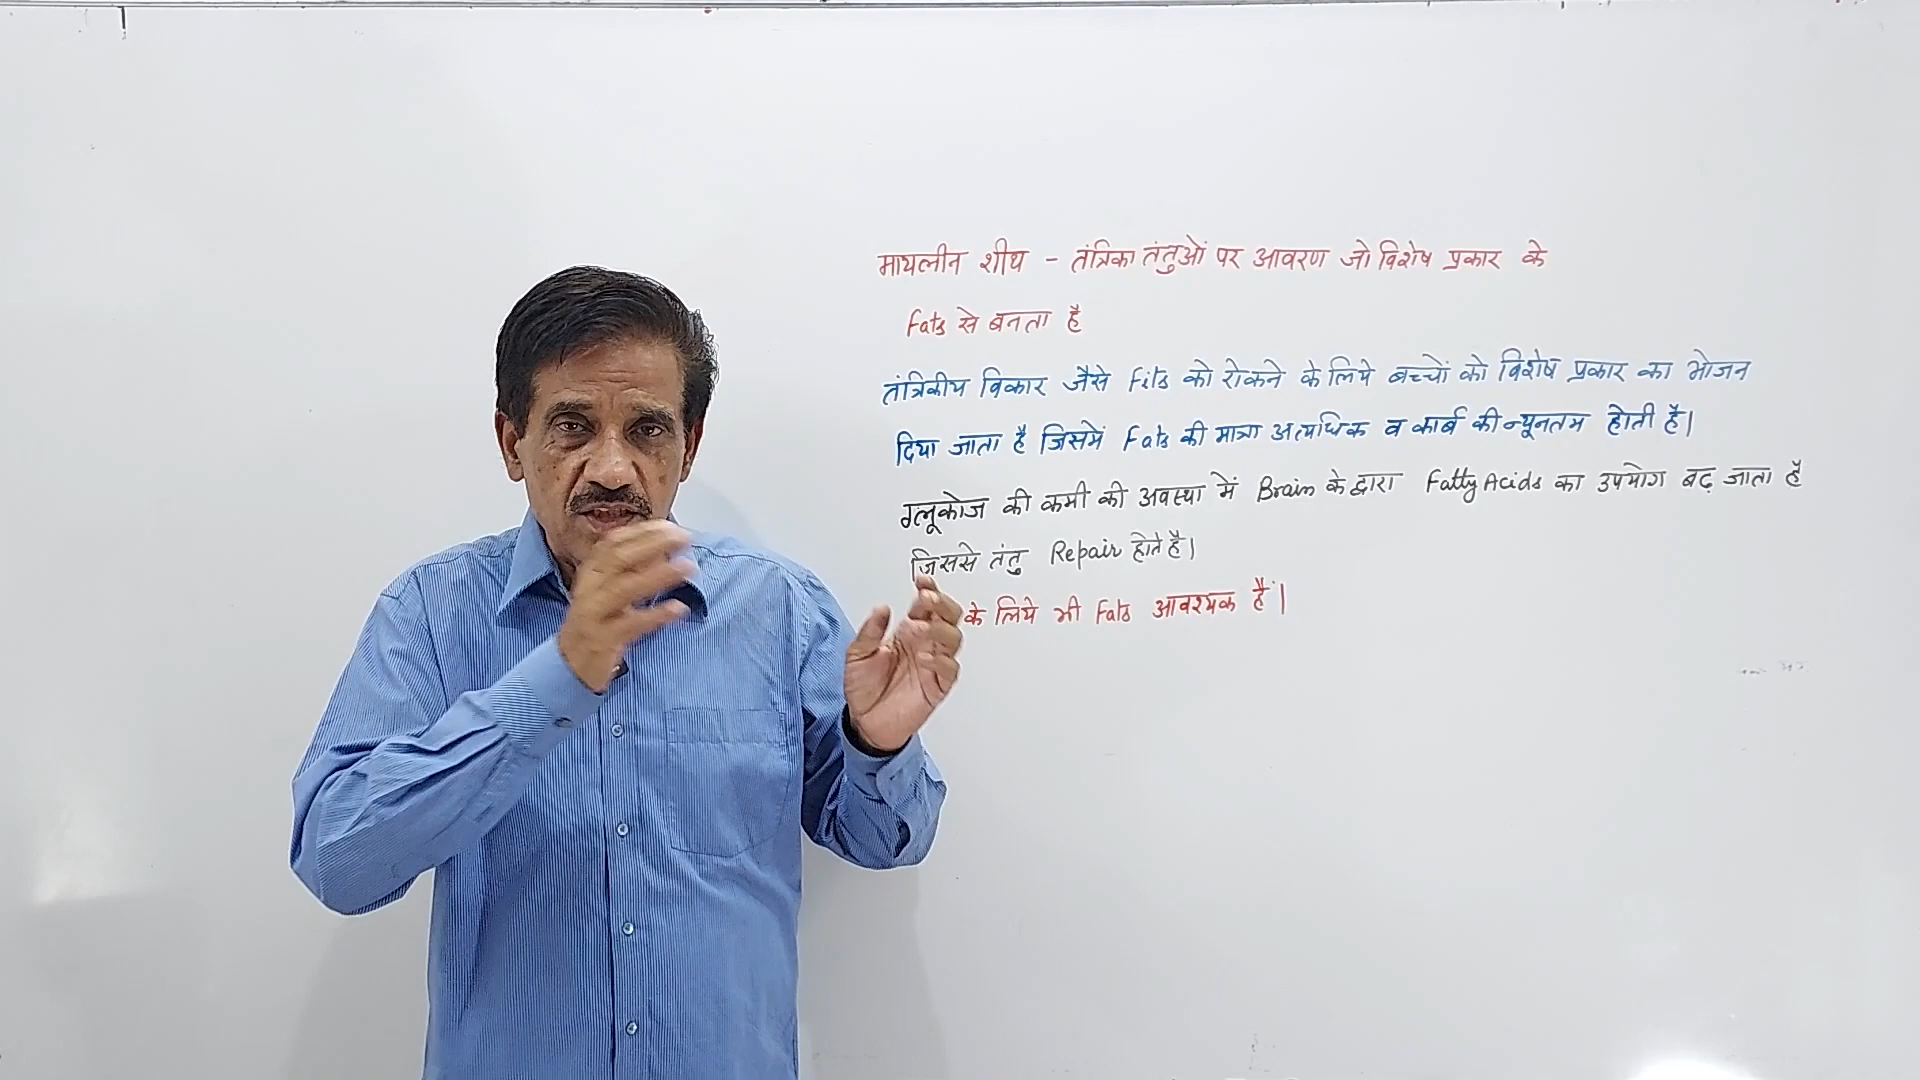 मायलीन शीथ - तंत्रिका तंतुओं पर आवरण जो विशेष प्रकार के
Fats से बनता है
तंत्रिकीय विकार जैसे Fits को रोकने के लिये बच्चों को विशेष प्रकार का भोजन
दिया जाता है जिसमें Fats की मात्रा अत्यधिक व कार्ब की न्यूनतम होती है।
ग्लूकोज की कमी की अवस्था में Brain के द्वारा Fatty Acids का उपयोग बढ़ जाता है
जिससे तंतु Repair होते है।
के लिये भी Fats आवश्यक है।